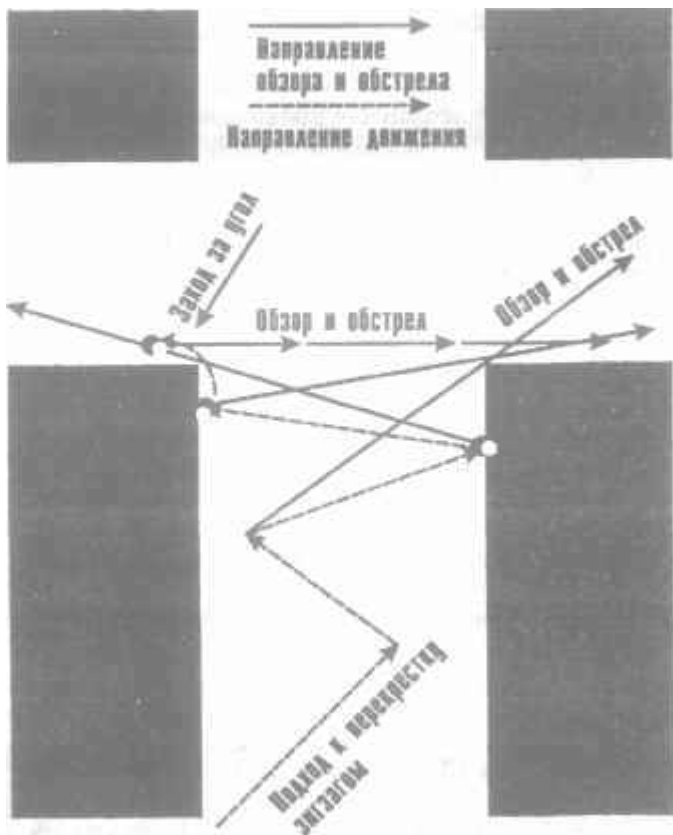 Направление
обзора и обстрела
Направление движения
Заход за угол
Обзор и обстрел
Обзор и обстрел
Подход к перекрестку
зигзагом